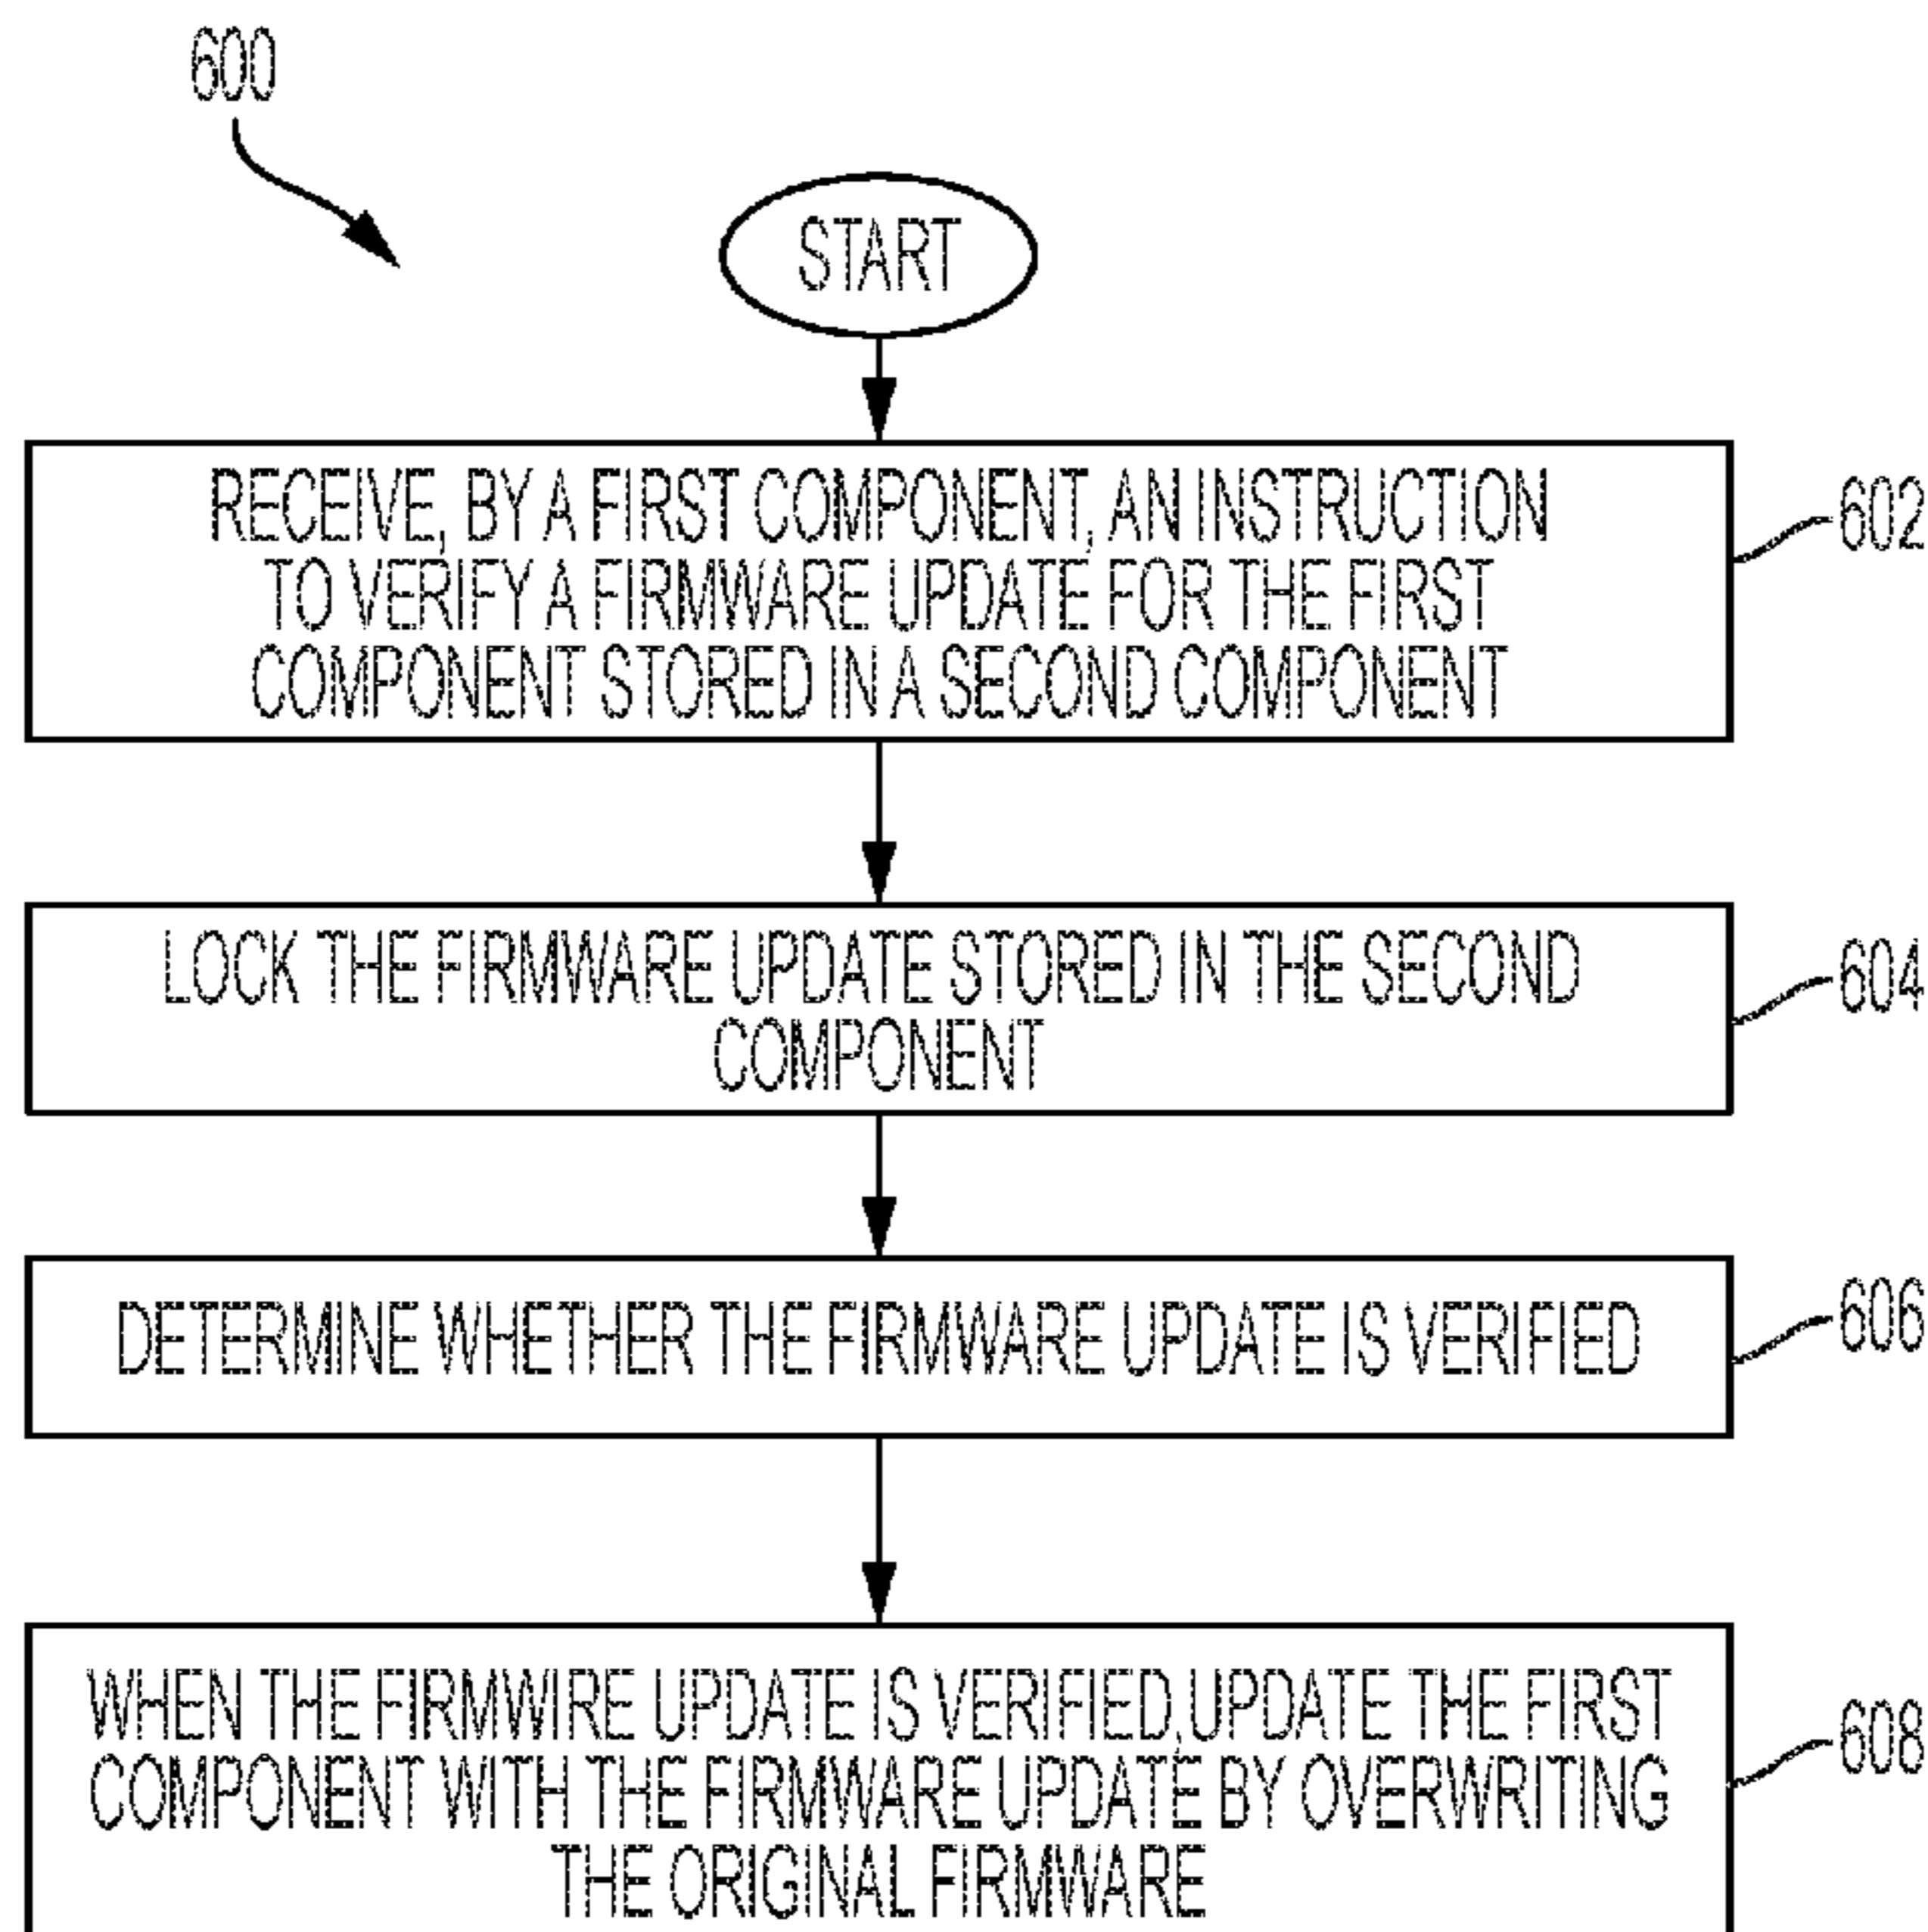 600
START
RECEIVE, BY A FIRST COMPONENT, AN INSTRUCTION
TO VERIFY A FIRMWARE UPDATE FOR THE FIRST
COMPONENT STORED IN A SECOND COMPONENT
602
LOCK THE FIRMWARE UPDATE STORED IN THE SECOND
COMPONENT
604
DETERMINE WHETHER THE FIRMWARE UPDATE IS VERIFIED
606
WHEN THE FIRMWIRE UPDATE IS VERIFIED,UPDATE THE FIRST
COMPONENT WITH THE FIRMWARE UPDATE BY OVERWRITING
THE ORIGINAL FIRMWARE
608